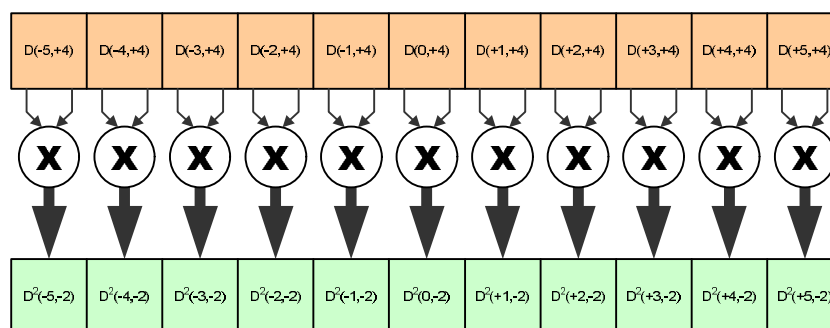 D(-5,+4) D(-4,+4) D(-3,+4) D(-2,+4) D(-1,+4) D(0,+4) D(+1,+4) D(+2,+4) D(+3,+4) D(+4,+4) D(+5,+4)
X X X X X X X X X X X
D²(-5,-2) D²(-4,-2) D²(-3,-2) D²(-2,-2) D²(-1,-2) D²(0,-2) D²(+1,-2) D²(+2,-2) D²(+3,-2) D²(+4,-2) D²(+5,-2)